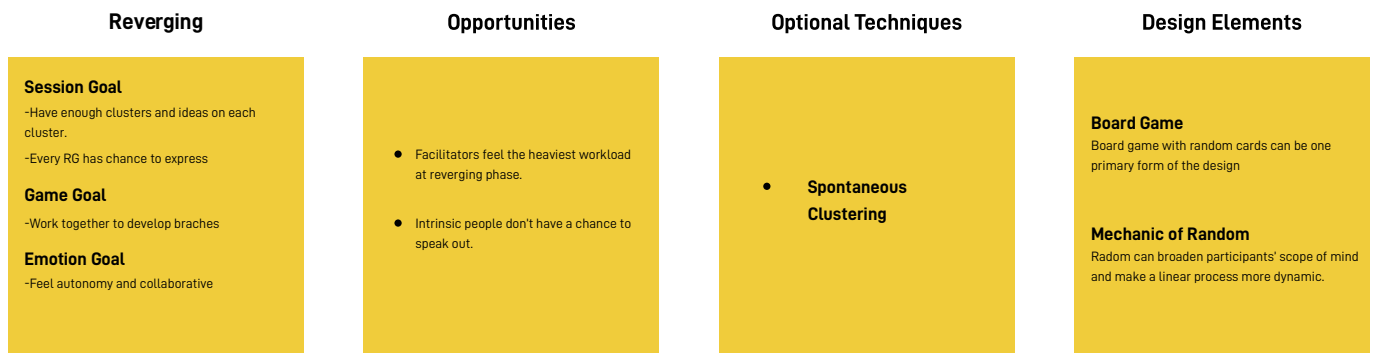 Reverging
Session Goal
-Have enough clusters and ideas on each
cluster.
-Every RG has chance to express
Game Goal
-Work together to develop braches
Emotion Goal
-Feel autonomy and collaborative
Opportunities
● Facilitators feel the heaviest workload
at reverging phase.
● Intrinsic people don't have a chance to
speak out.
Optional Techniques
● Spontaneous
Clustering
Design Elements
Board Game
Board game with random cards can be one
primary form of the design
Mechanic of Random
Radom can broaden participants' scope of mind
and make a linear process more dynamic.